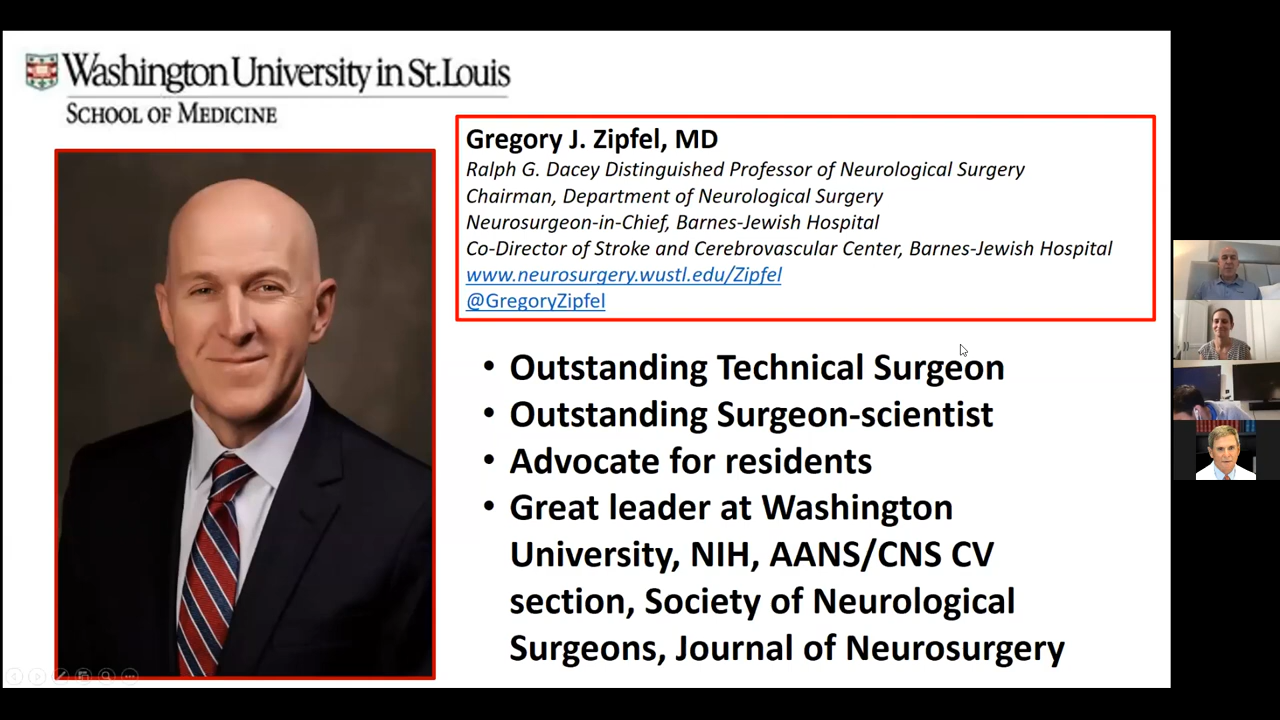 Washington University in St. Louis
SCHOOL OF MEDICINE
Gregory J. Zipfel, MD
Ralph G. Dacey Distinguished Professor of Neurological Surgery
Chairman, Department of Neurological Surgery
Neurosurgeon-in-Chief, Barnes-Jewish Hospital
Co-Director of Stroke and Cerebrovascular Center, Barnes-Jewish Hospital
www.neurosurgery.wustl.edu/Zipfel
@GregoryZipfel
• Outstanding Technical Surgeon
• Outstanding Surgeon-scientist
• Advocate for residents
• Great leader at Washington
University, NIH, AANS/CNS CV
section, Society of Neurological
Surgeons, Journal of Neurosurgery